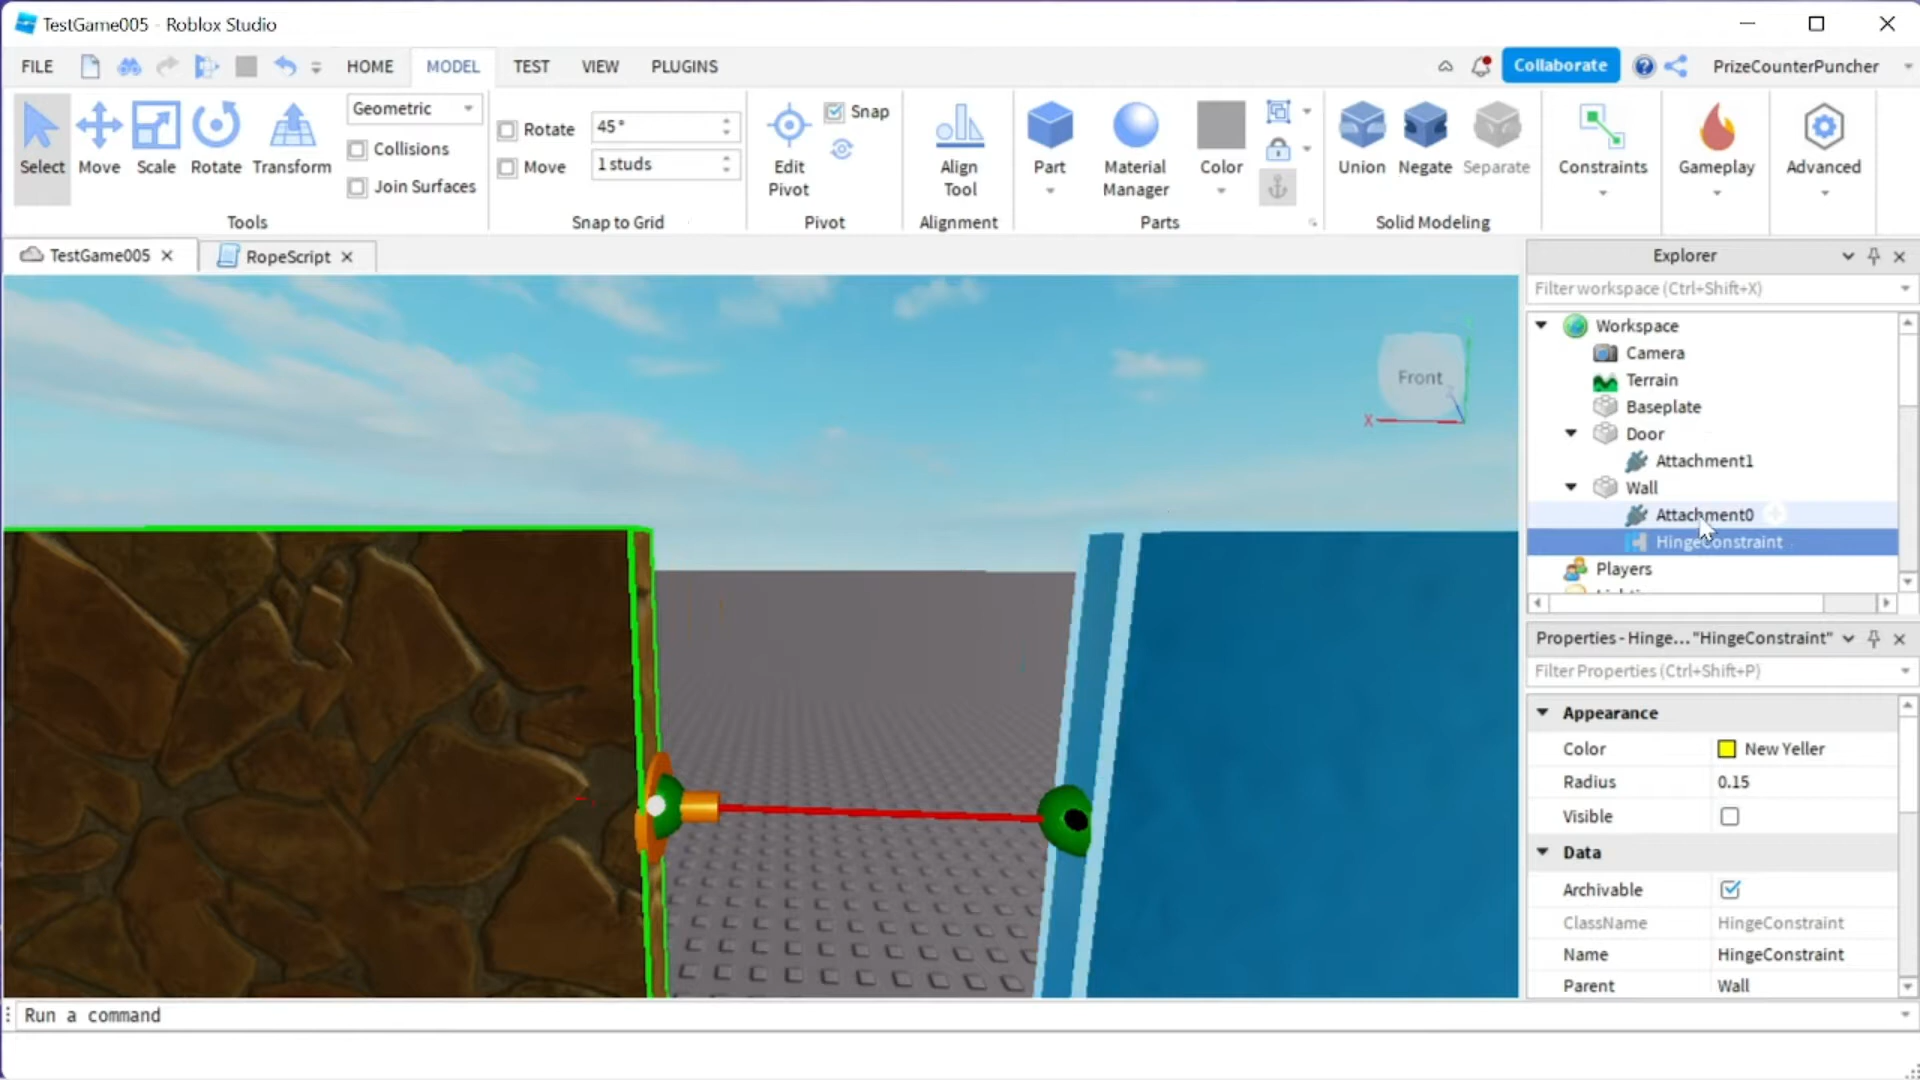 TestGame005 - Roblox Studio
FILE HOME MODEL TEST VIEW PLUGINS Collaborate PrizeCounterPuncher
Select Move Scale Rotate Transform
Geometric
Collisions
Join Surfaces
Tools
Rotate 45°
Move 1 studs
Snap to Grid
Edit Pivot
Snap
Pivot
Align Tool
Alignment
Part
Material Manager
Color
Parts
Union Negate Separate
Solid Modeling
Constraints
Gameplay
Advanced
TestGame005 RopeScript
Front
X
Explorer
Filter workspace (Ctrl+Shift+X)
Workspace
Camera
Terrain
Baseplate
Door
Attachment1
Wall
Attachment0
HingeConstraint
Players
Properties - Hinge... "HingeConstraint"
Filter Properties (Ctrl+Shift+P)
Appearance
Color New Yeller
Radius 0.15
Visible
Data
Archivable
ClassName HingeConstraint
Name HingeConstraint
Parent Wall
Run a command